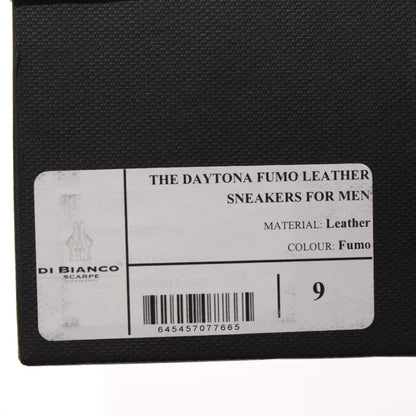 THE DAYTONA FUMO LEATHER
SNEAKERS FOR MEN
MATERIAL: Leather
COLOUR: Fumo
DI BIANCO
SCARPE
9
645457077665